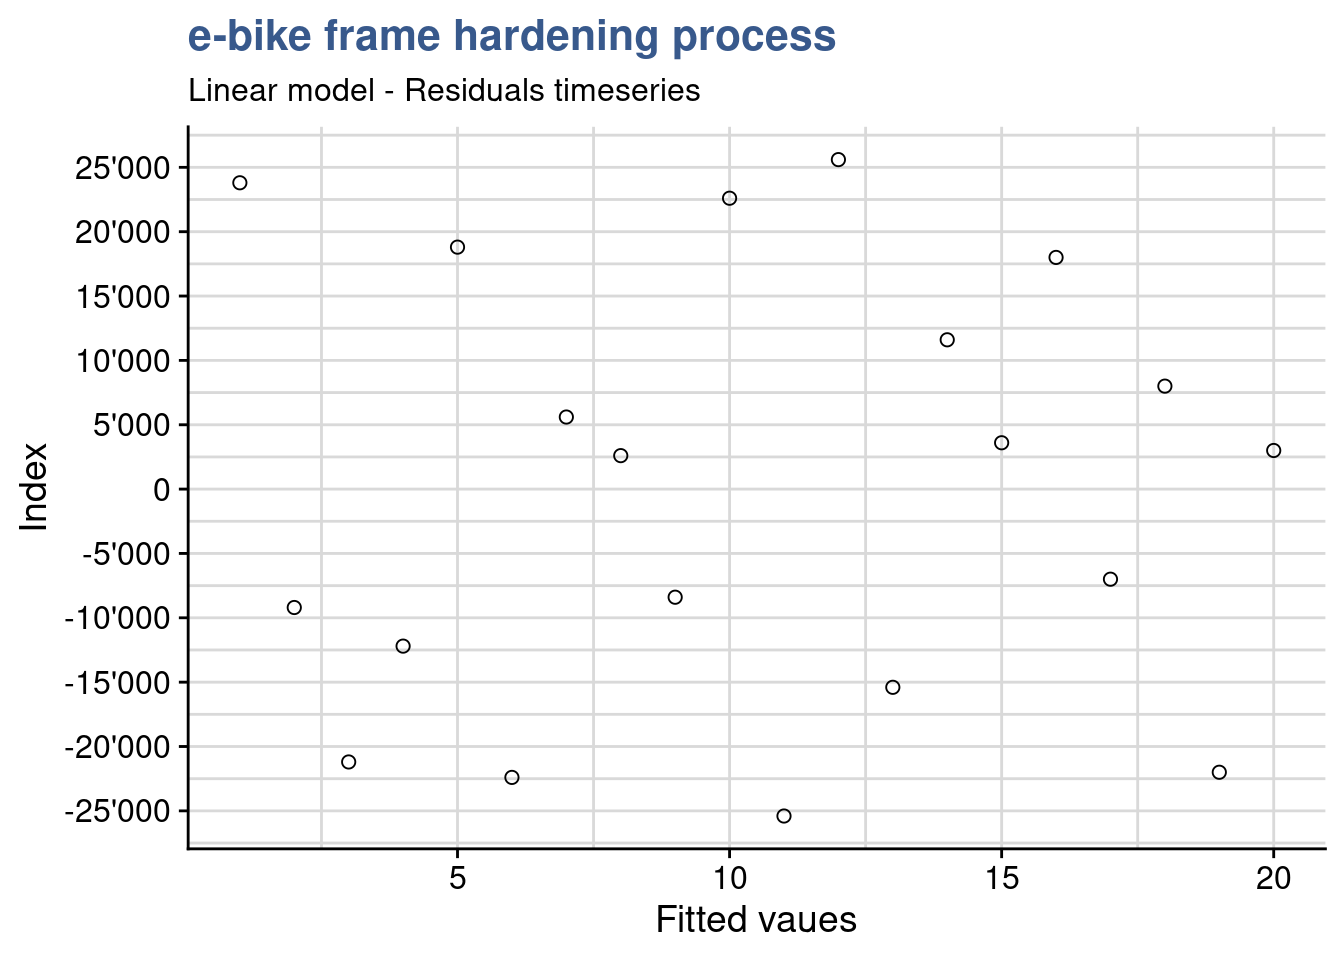 e-bike frame hardening process
Linear model - Residuals timeseries
25'000
20'000
15'000
10'000
5'000
0
-5'000
-10'000
-15'000
-20'000
-25'000
Index
5 10 15 20
Fitted vaues